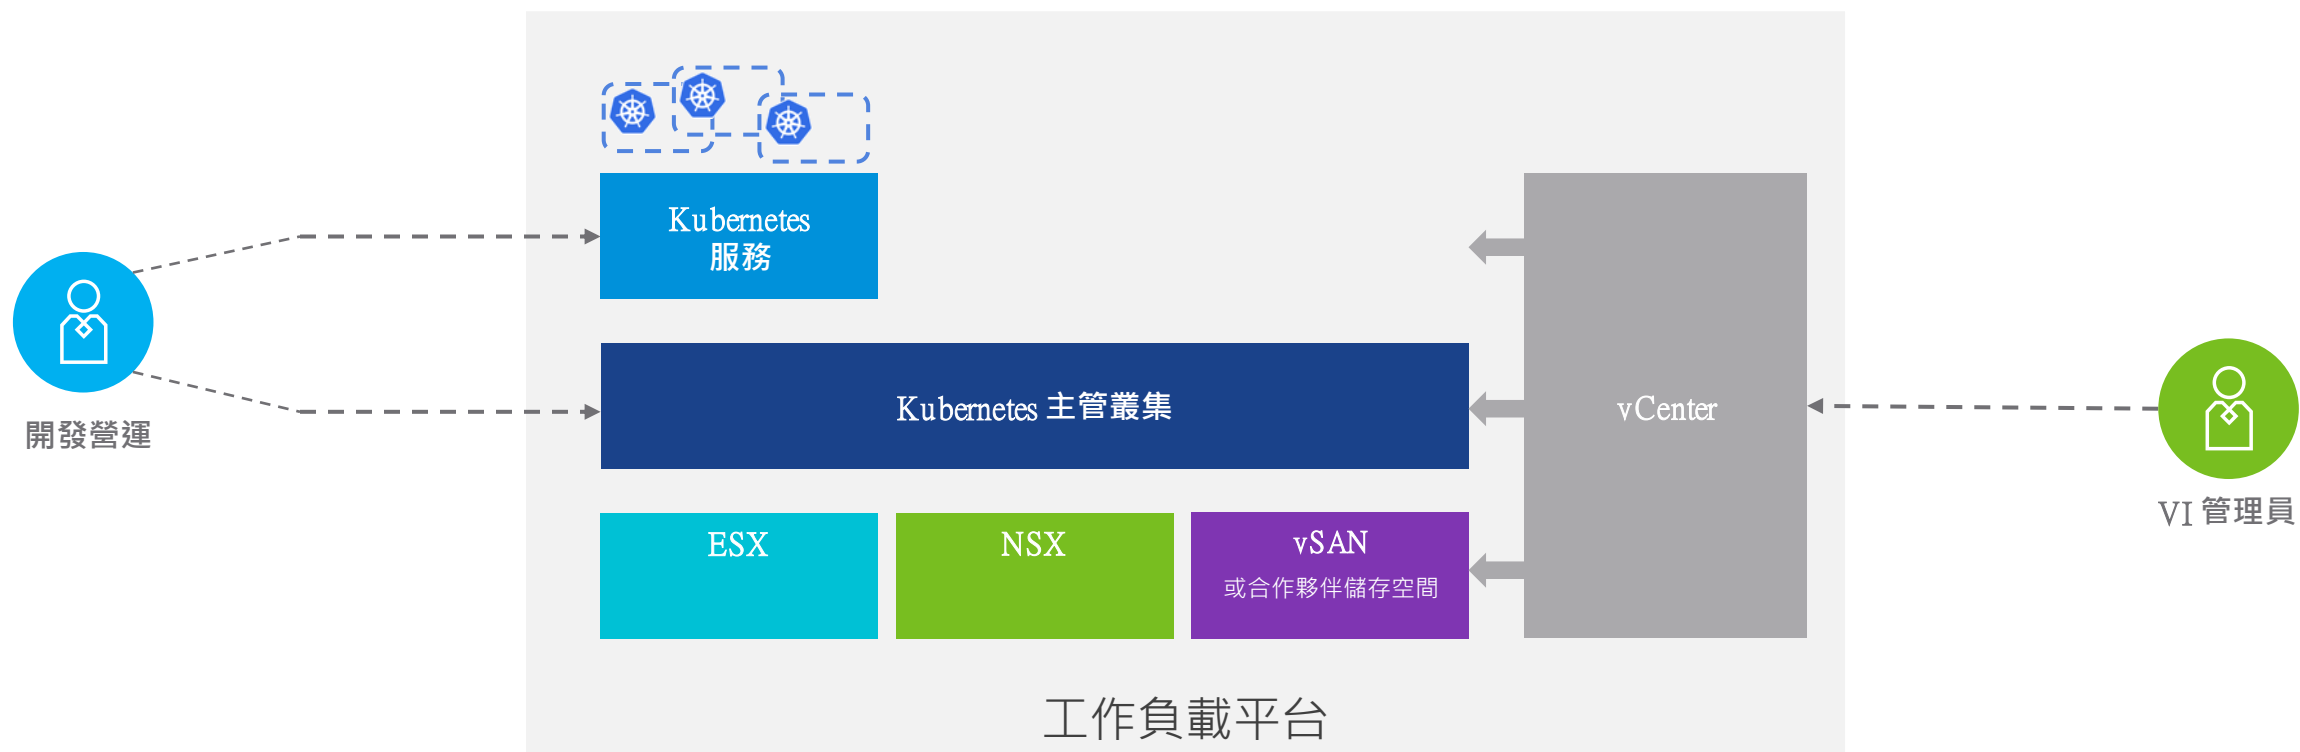 Kubernetes
服務
開發營運
Kubernetes 主管叢集
vCenter
VI 管理員
ESX
NSX
vSAN
或合作夥伴儲存空間
工作負載平台